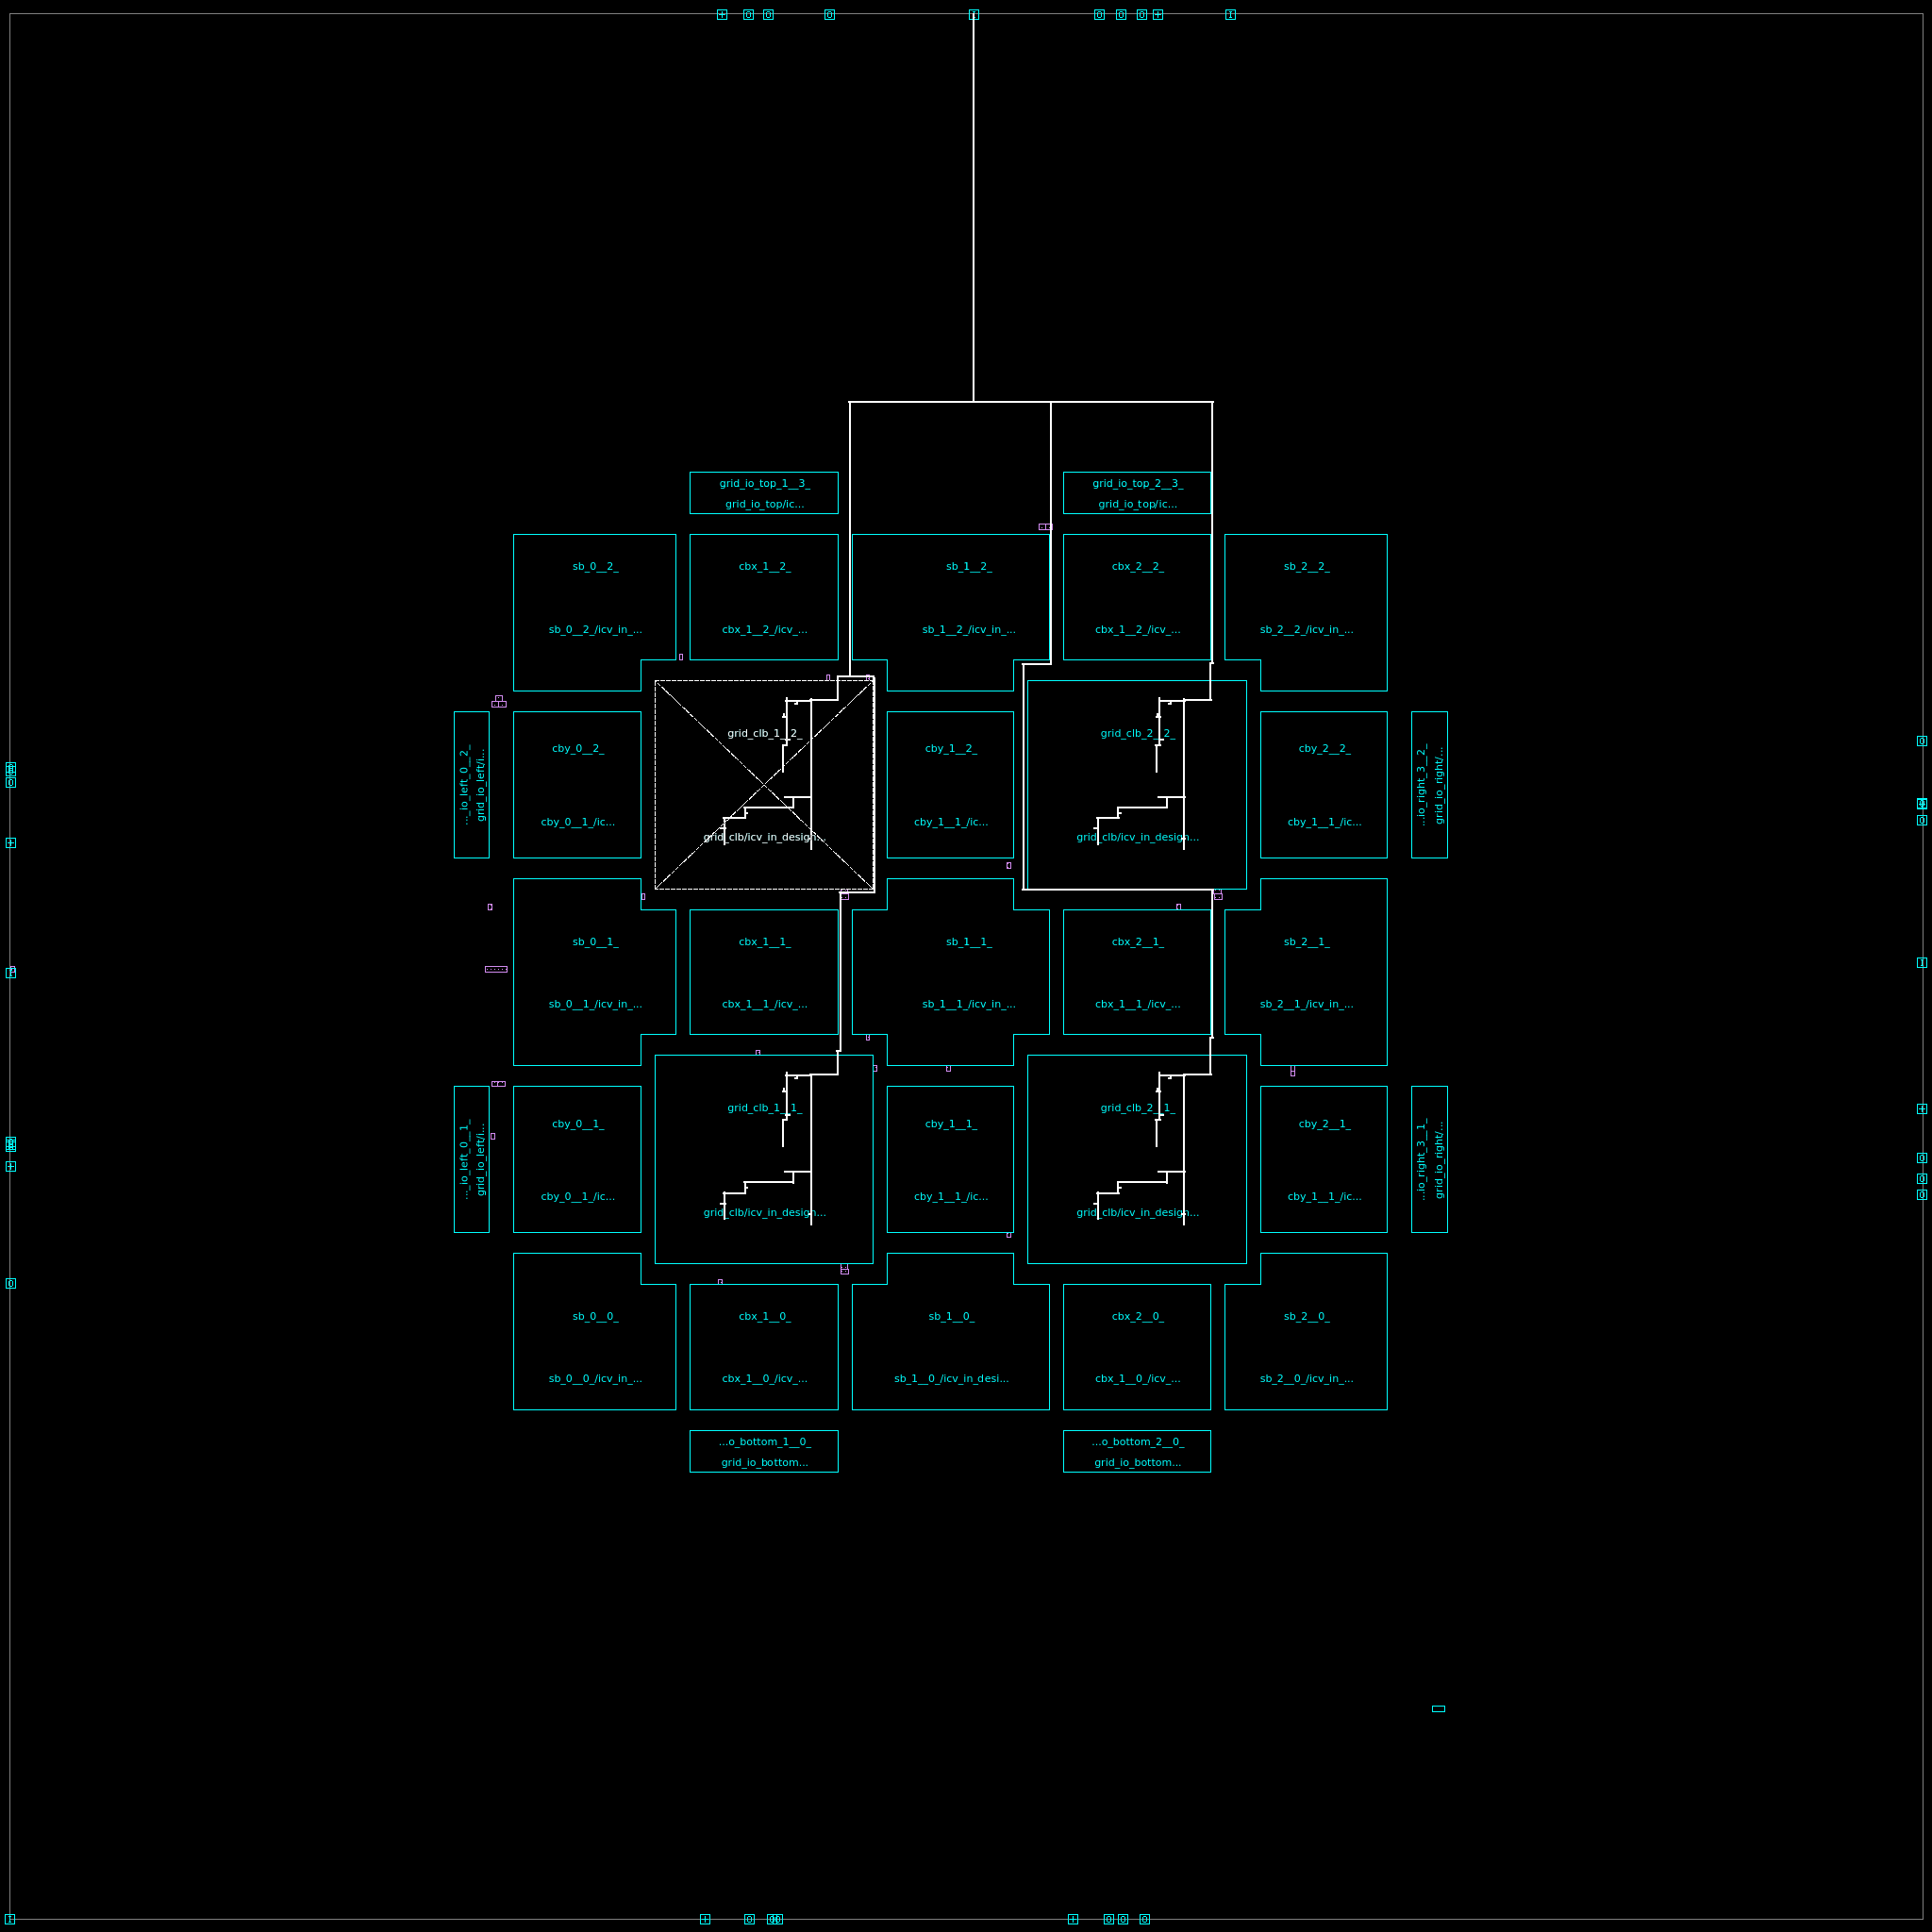 grid_io_top_1__3_
grid_io_top/ic...
grid_io_top_2__3_
grid_io_top/ic...
sb_0__2_
cbx_1__2_
sb_1__2_
cbx_2__2_
sb_2__2_
sb_0__2_/icv_in_...
cbx_1__2_/icv_...
sb_1__2_/icv_in_...
cbx_1__2_/icv_...
sb_2__2_/icv_in_...
..._io_left_0__2_
grid_io_left/i...
cby_0__2_
grid_clb_1__2_
cby_1__2_
grid_clb_2__2_
cby_2__2_
...io_right_3__2_
grid_io_right/...
cby_0__1_/ic...
grid_clb/icv_in_design...
cby_1__1_/ic...
grid_clb/icv_in_design...
cby_1__1_/ic...
sb_0__1_
cbx_1__1_
sb_1__1_
cbx_2__1_
sb_2__1_
sb_0__1_/icv_in_...
cbx_1__1_/icv_...
sb_1__1_/icv_in_...
cbx_1__1_/icv_...
sb_2__1_/icv_in_...
..._io_left_0__1_
grid_io_left/i...
cby_0__1_
grid_clb_1__1_
cby_1__1_
grid_clb_2__1_
cby_2__1_
...io_right_3__1_
grid_io_right/...
cby_0__1_/ic...
grid_clb/icv_in_design...
cby_1__1_/ic...
grid_clb/icv_in_design...
cby_1__1_/ic...
sb_0__0_
cbx_1__0_
sb_1__0_
cbx_2__0_
sb_2__0_
sb_0__0_/icv_in_...
cbx_1__0_/icv_...
sb_1__0_/icv_in_desi...
cbx_1__0_/icv_...
sb_2__0_/icv_in_...
...o_bottom_1__0_
grid_io_bottom...
...o_bottom_2__0_
grid_io_bottom...